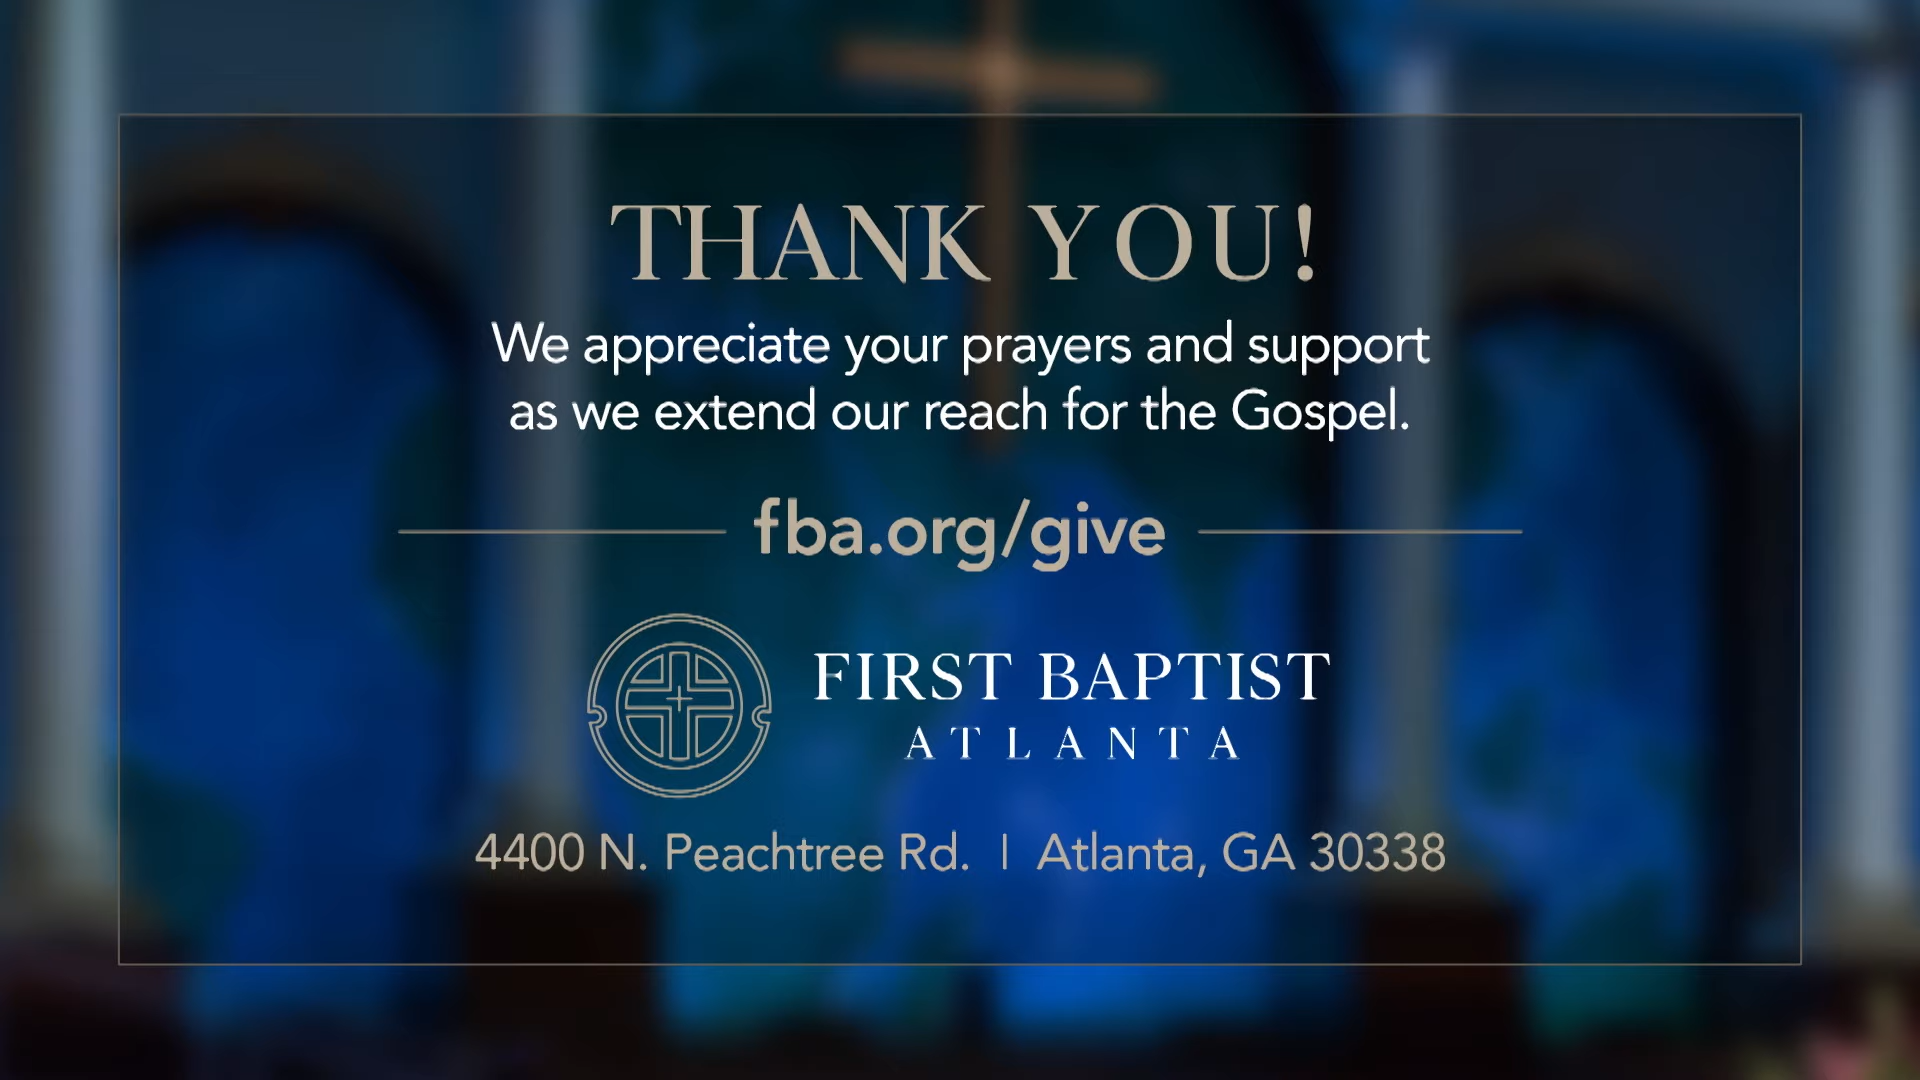 THANK YOU!
We appreciate your prayers and support
as we extend our reach for the Gospel.
fba.org/give
FIRST BAPTIST
ATLANTA
4400 N. Peachtree Rd. | Atlanta, GA 30338